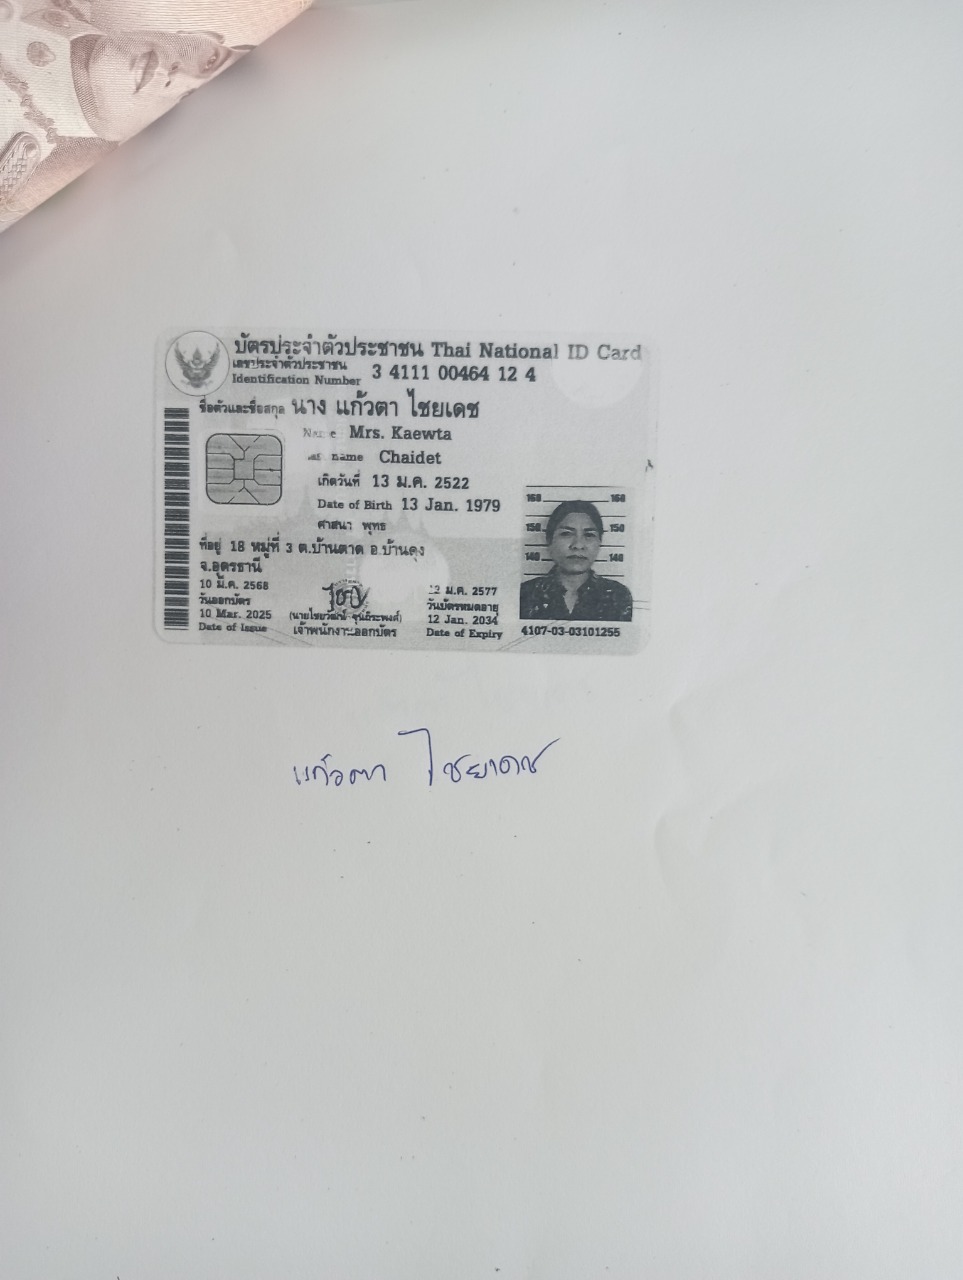 บัตรประจำตัวประชาชน Thai National ID Card
เลขประจำตัวประชาชน
Identification Number 3 4111 00464 12 4
ชื่อตัวและชื่อสกุล นาง แก้วตา ไชยเดช
Mrs. Kaewta
name Chaidet
เกิดวันที่ 13 ม.ค. 2522
Date of Birth 13 Jan. 1979
ศาสนา พุทธ
ที่อยู่ 18 หมู่ที่ 3 ต.บ้านตาด อ.บ้านดุง
จ.อุดรธานี
10 มี.ค. 2568
วันออกบัตร
10 Mar. 2025
Date of Issue
เจ้าพนักงานออกบัตร
12 ม.ค. 2577
วันบัตรหมดอายุ
12 Jan. 2034
Date of Expiry
160 160
150 150
140 140
4107-03-03101255
แก้วตา ไชยเดช